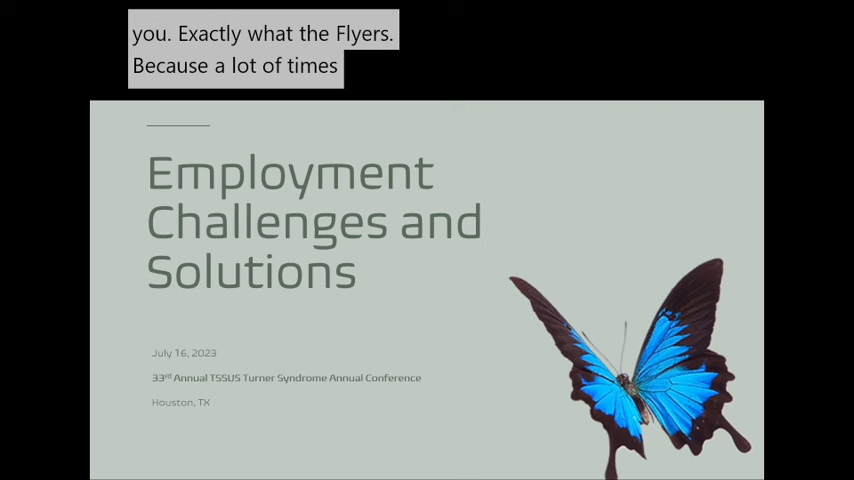 you. Exactly what the Flyers.
Because a lot of times
Employment
Challenges and
Solutions
July 16, 2023
33rd Annual TSSUS Turner Syndrome Annual Conference
Houston, TX